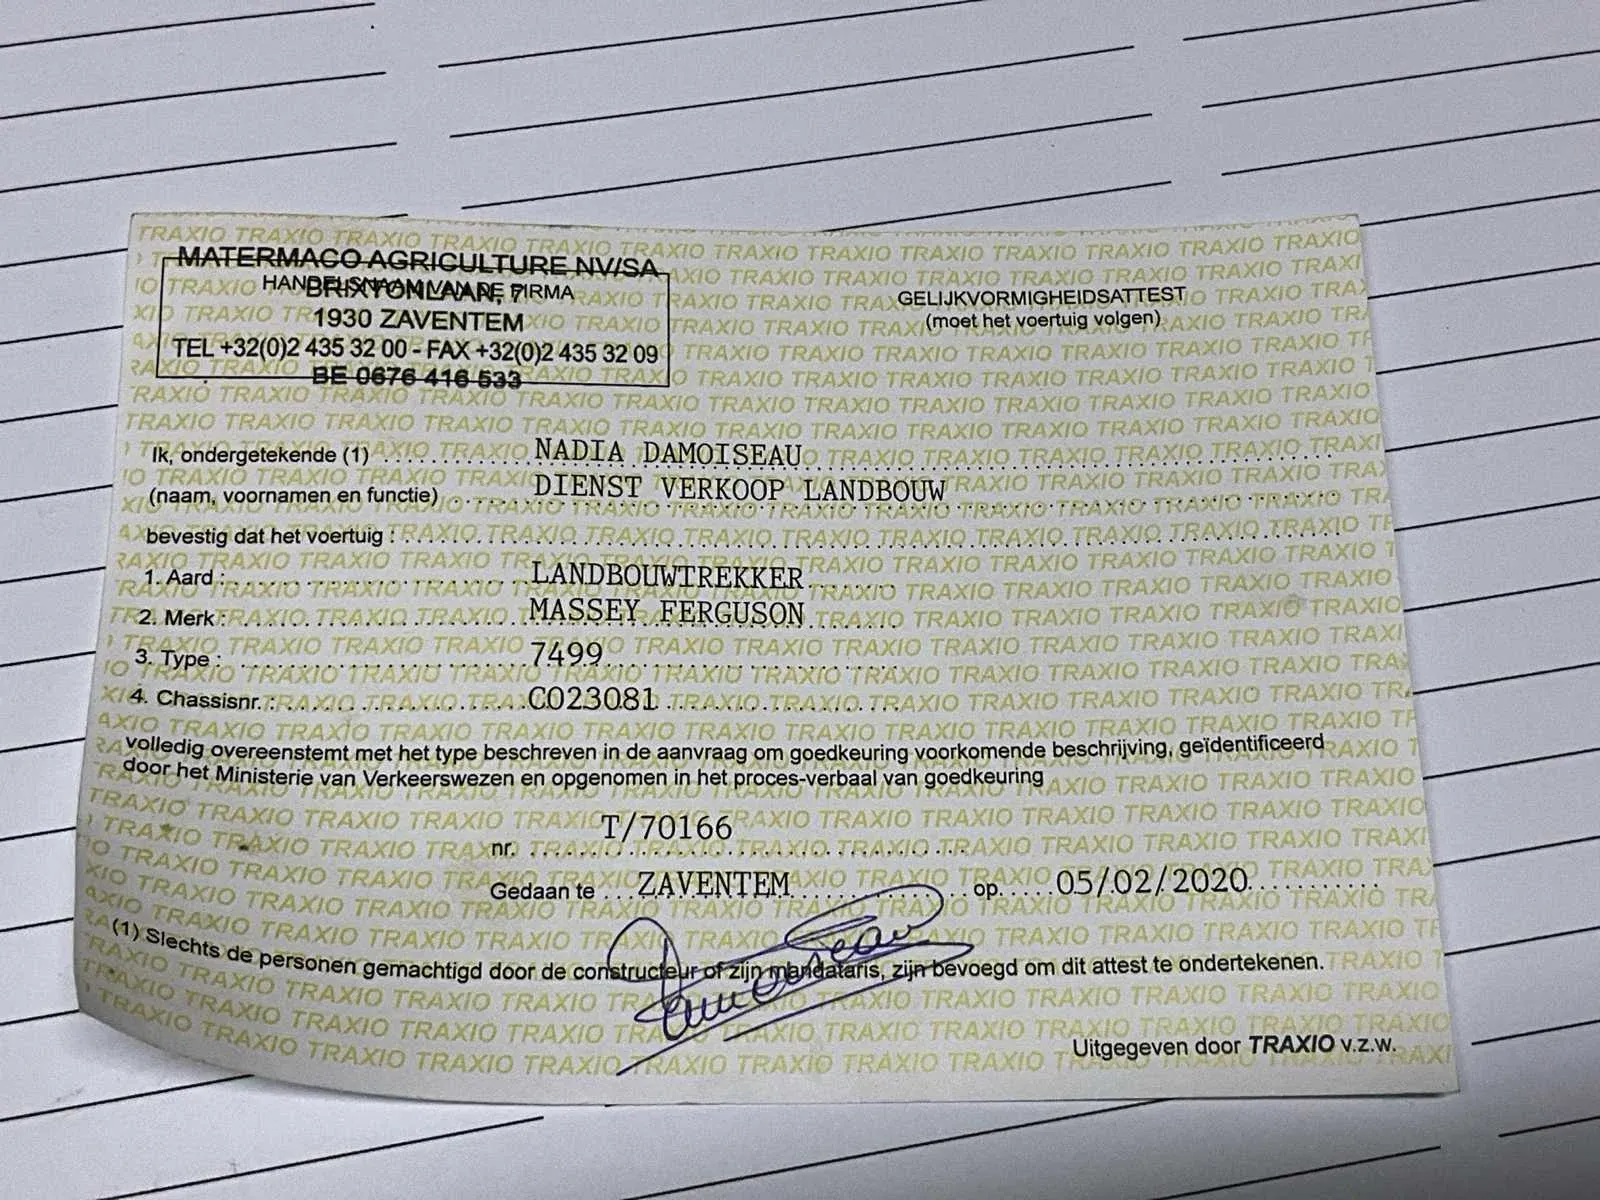 MATERMACO AGRICULTURE NV/SA
HANDELSNAAM VAN DE FIRMA
BRIXTONLAAN, 7
1930 ZAVENTEM
TEL +32(0)2 435 32 00 - FAX +32(0)2 435 32 09
BE 0676 416 533
GELIJKVORMIGHEIDSATTEST
(moet het voertuig volgen)
Ik, ondergetekende (1) NADIA DAMOISEAU
(naam, voornamen en functie) DIENST VERKOOP LANDBOUW
bevestig dat het voertuig :
1. Aard : LANDBOUWTREKKER
2. Merk : MASSEY FERGUSON
3. Type : 7499
4. Chassisnr. : C023081
volledig overeenstemt met het type beschreven in de aanvraag om goedkeuring voorkomende beschrijving, geïdentificeerd
door het Ministerie van Verkeerswezen en opgenomen in het proces-verbaal van goedkeuring
nr. T/70166
Gedaan te ZAVENTEM op 05/02/2020
Damoiseau
(1) Slechts de personen gemachtigd door de constructeur of zijn mandataris, zijn bevoegd om dit attest te ondertekenen.
Uitgegeven door TRAXIO v.z.w.